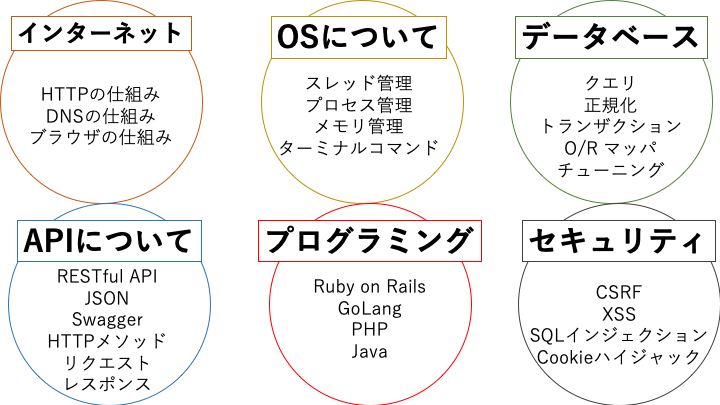 インターネット
HTTPの仕組み
DNSの仕組み
ブラウザの仕組み
OSについて
スレッド管理
プロセス管理
メモリ管理
ターミナルコマンド
データベース
クエリ
正規化
トランザクション
O/R マッパ
チューニング
APIについて
RESTful API
JSON
Swagger
HTTPメソッド
リクエスト
レスポンス
プログラミング
Ruby on Rails
GoLang
PHP
Java
セキュリティ
CSRF
XSS
SQLインジェクション
Cookieハイジャック